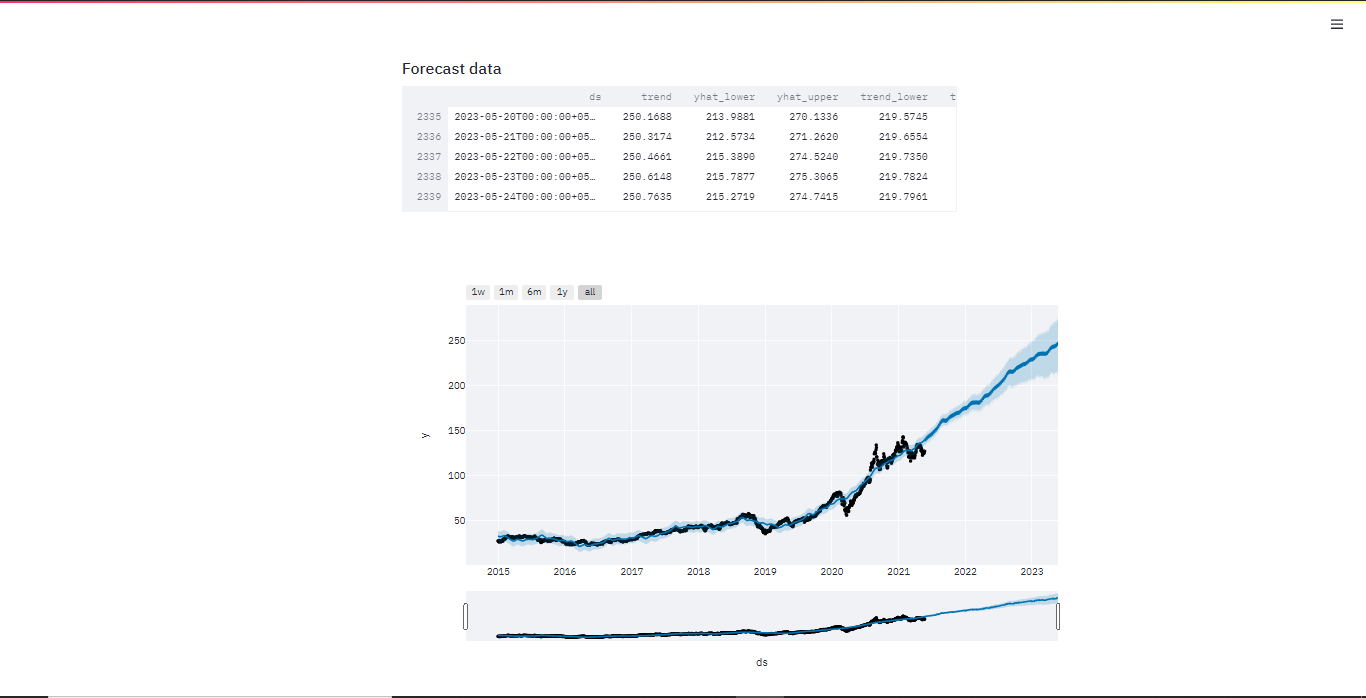 Forecast data
ds trend yhat_lower yhat_upper trend_lower t
2335 2023-05-20T00:00:00+05… 250.1688 213.9881 270.1336 219.5745
2336 2023-05-21T00:00:00+05… 250.3174 212.5734 271.2620 219.6554
2337 2023-05-22T00:00:00+05… 250.4661 215.3890 274.5240 219.7350
2338 2023-05-23T00:00:00+05… 250.6148 215.7877 275.3065 219.7824
2339 2023-05-24T00:00:00+05… 250.7635 215.2719 274.7415 219.7961
1w 1m 6m 1y all
250
200
150
100
50
y
2015 2016 2017 2018 2019 2020 2021 2022 2023
ds